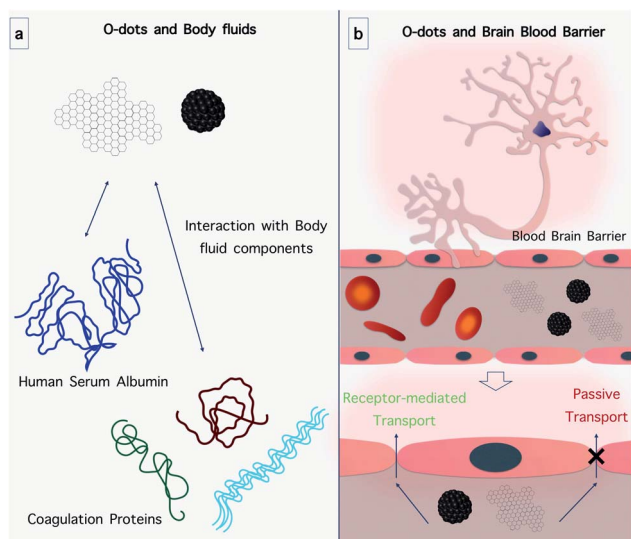 a
O-dots and Body fluids
Interaction with Body
fluid components
Human Serum Albumin
Coagulation Proteins
b
O-dots and Brain Blood Barrier
Blood Brain Barrier
Receptor-mediated
Transport
Passive
Transport